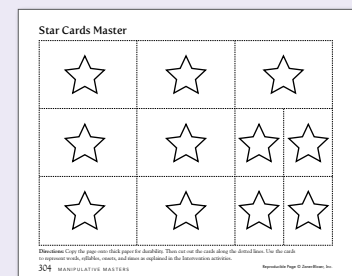 Star Cards Master
Directions: Copy the page onto thick paper for durability. Then cut out the cards along the dotted lines. Use the cards
to represent words, syllables, onsets, and rimes as explained in the Intervention activities.
304 MANIPULATIVE MASTERS
Reproducible Page © Zaner-Bloser, Inc.